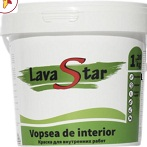 Lava Star
Vopsea de interior
Краска для внутренних работ